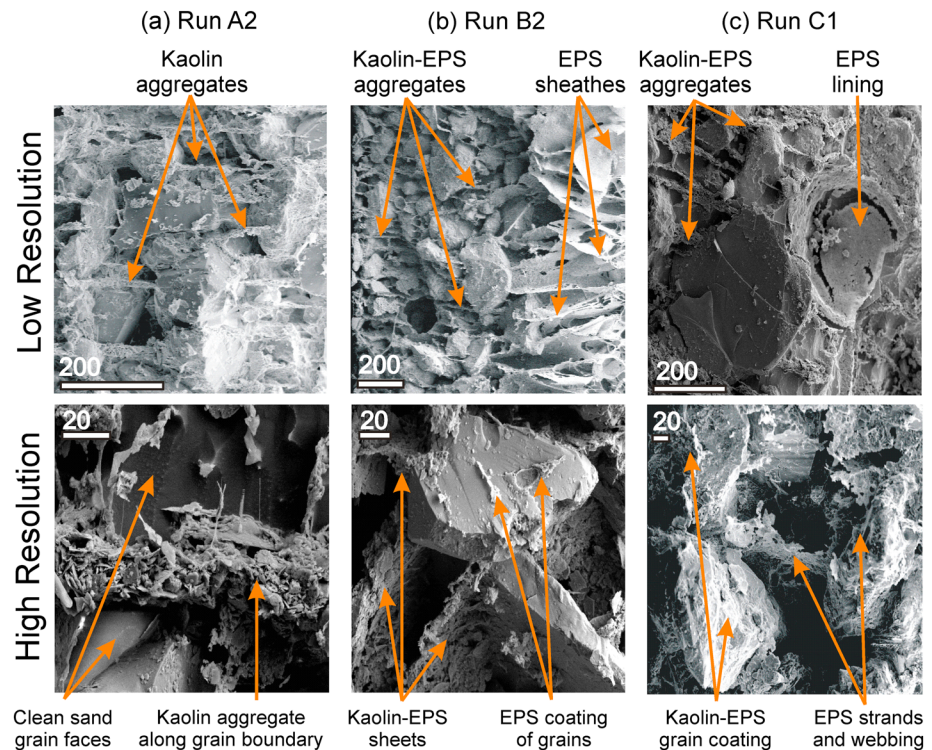 (a) Run A2
(b) Run B2
(c) Run C1
Kaolin
aggregates
Kaolin-EPS
aggregates
EPS
sheathes
Kaolin-EPS
aggregates
EPS
lining
Low Resolution
200
200
200
High Resolution
20
20
20
Clean sand
grain faces
Kaolin aggregate
along grain boundary
Kaolin-EPS
sheets
EPS coating
of grains
Kaolin-EPS
grain coating
EPS strands
and webbing